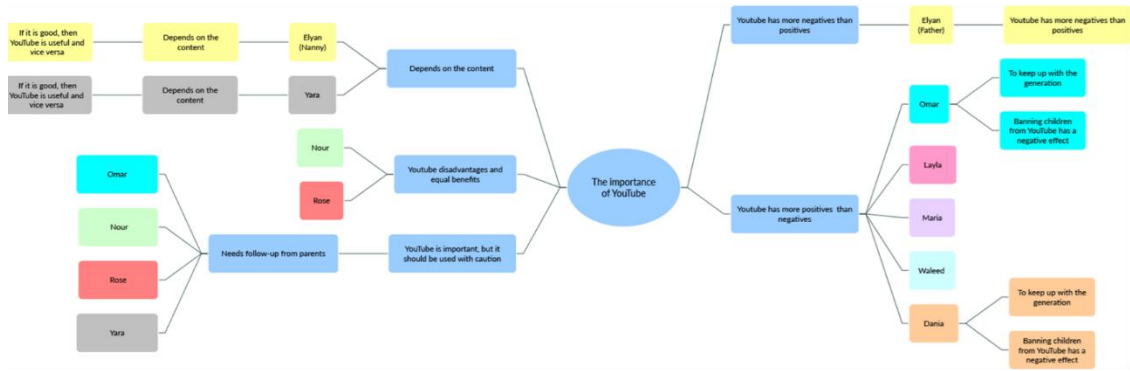 If it is good, then
YouTube is useful and
vice versa
Depends on the
content
Elyan
(Nanny)
If it is good, then
YouTube is useful and
vice versa
Depends on the
content
Yara
Depends on the content
Nour
Rose
Youtube disadvantages and
equal benefits
Omar
Nour
Rose
Yara
Needs follow-up from parents
YouTube is important, but it
should be used with caution
The importance
of YouTube
Youtube has more negatives than
positives
Elyan
(Father)
Youtube has more negatives than
positives
Youtube has more positives than
negatives
Omar
To keep up with the
generation
Banning children
from YouTube has a
negative effect
Layla
Maria
Waleed
Dania
To keep up with the
generation
Banning children
from YouTube has a
negative effect